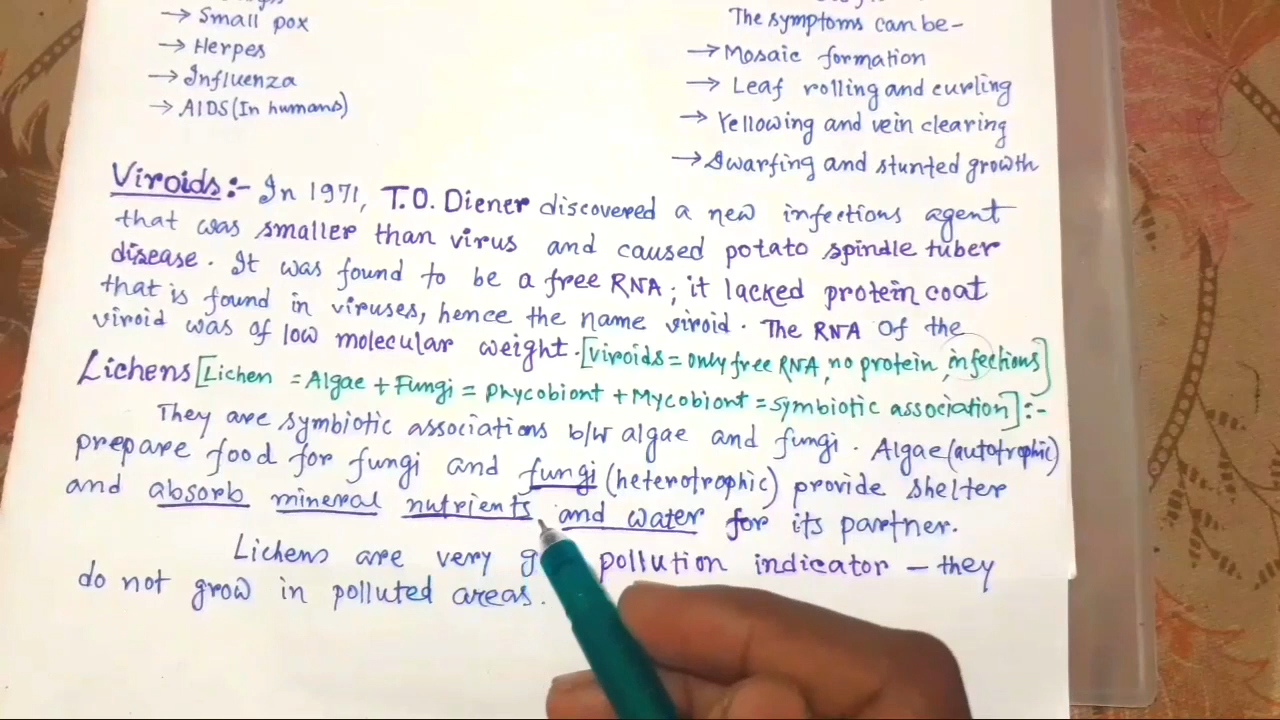 → Small pox
→ Herpes
→ Influenza
→ AIDS (In humans)
The symptoms can be-
→ Mosaic formation
→ Leaf rolling and curling
→ Yellowing and vein clearing
→ Dwarfing and stunted growth
Viroids:- In 1971, T.O. Diener discovered a new infections agent
that was smaller than virus and caused potato spindle tuber
disease. It was found to be a free RNA; it lacked protein coat
that is found in viruses, hence the name viroid. The RNA of the
viroid was of low molecular weight. [Viroids = only free RNA, no protein, infections]
Lichens [Lichen = Algae + Fungi = Phycobiont + Mycobiont = Symbiotic association] :-
They are symbiotic associations b/w algae and fungi. Algae (autotrophic)
prepare food for fungi and fungi (heterotrophic) provide shelter
and absorb mineral nutrients and water for its partner.
Lichens are very pollution indicator – they
do not grow in polluted areas.